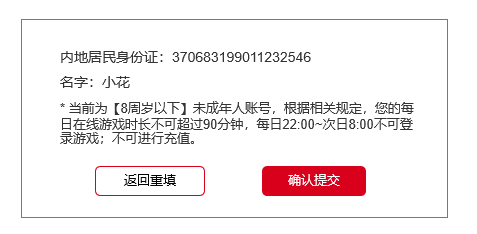 内地居民身份证：370683199011232546
名字：小花
* 当前为【8周岁以下】未成年人账号，根据相关规定，您的每
日在线游戏时长不可超过90分钟，每日22:00~次日8:00不可登
录游戏；不可进行充值。
返回重填
确认提交